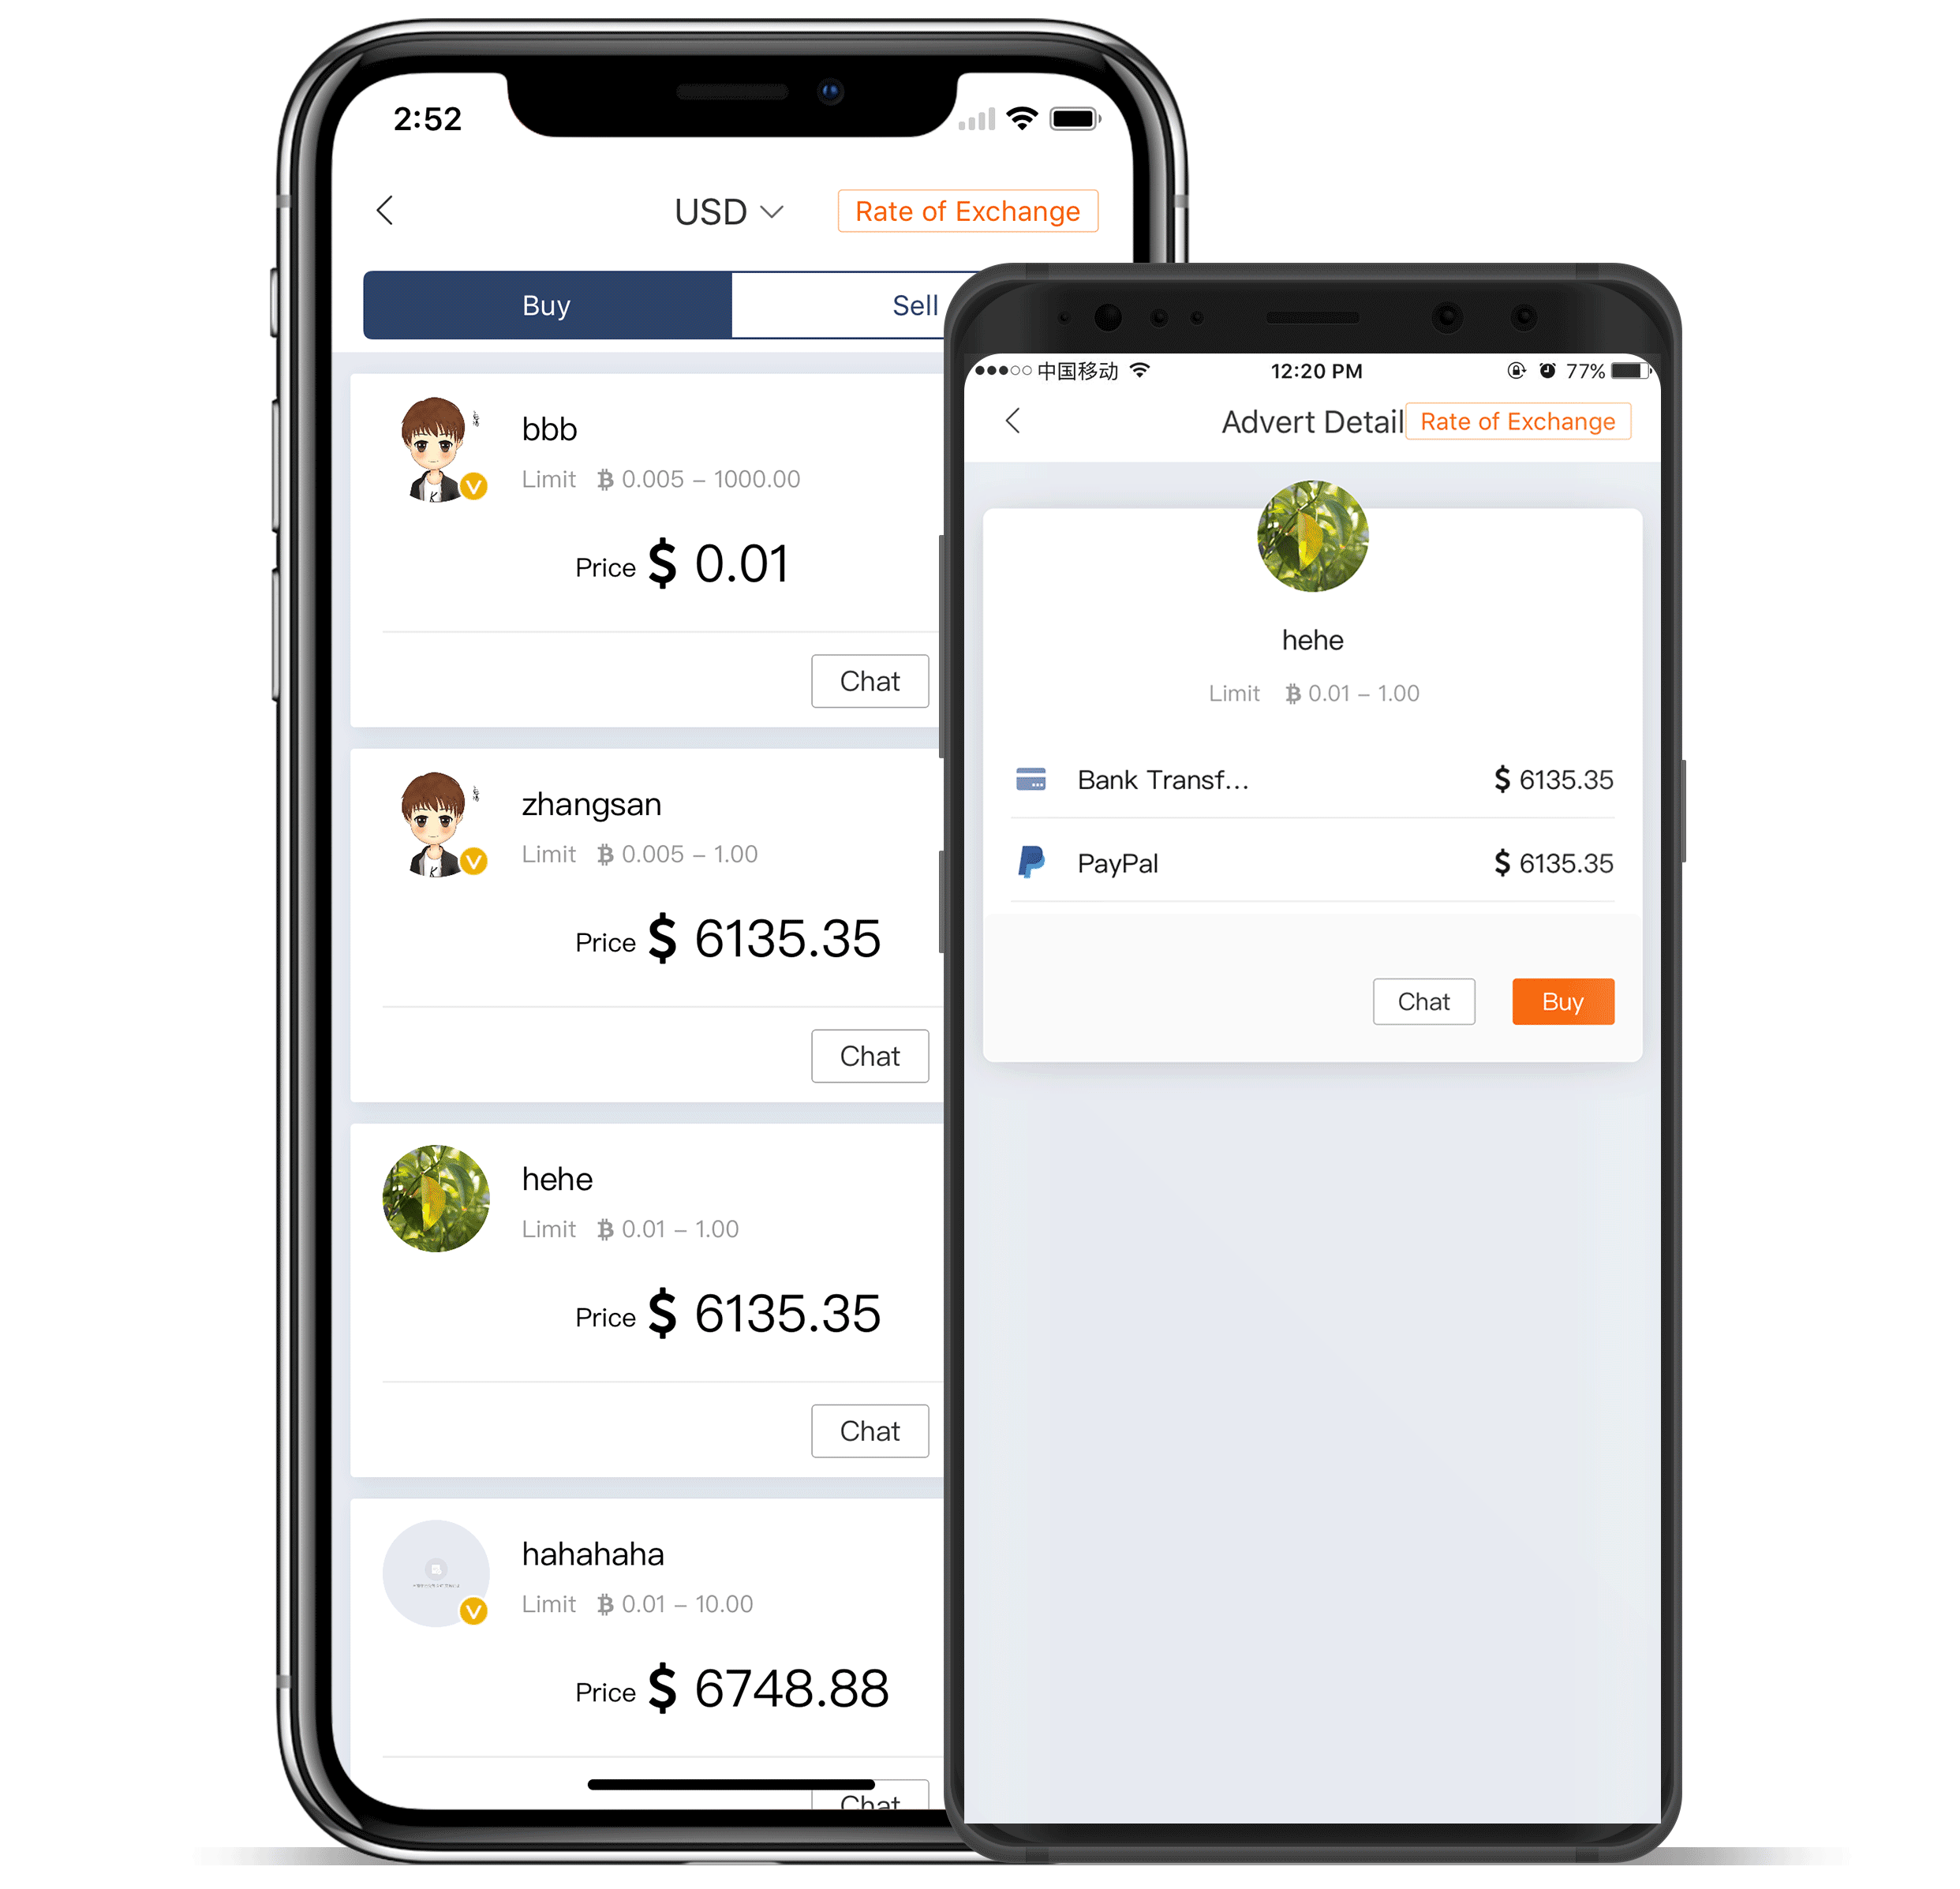 2:52
USD
Rate of Exchange
Buy
Sell
bbb
Limit ₿ 0.005 – 1000.00
Price $ 0.01
Chat
zhangsan
Limit ₿ 0.005 – 1.00
Price $ 6135.35
Chat
hehe
Limit ₿ 0.01 – 1.00
Price $ 6135.35
Chat
hahahaha
Limit ₿ 0.01 – 10.00
Price $ 6748.88
Chat
中国移动 12:20 PM 77%
Advert Detail
Rate of Exchange
hehe
Limit ₿ 0.01 – 1.00
Bank Transf... $ 6135.35
PayPal $ 6135.35
Chat
Buy